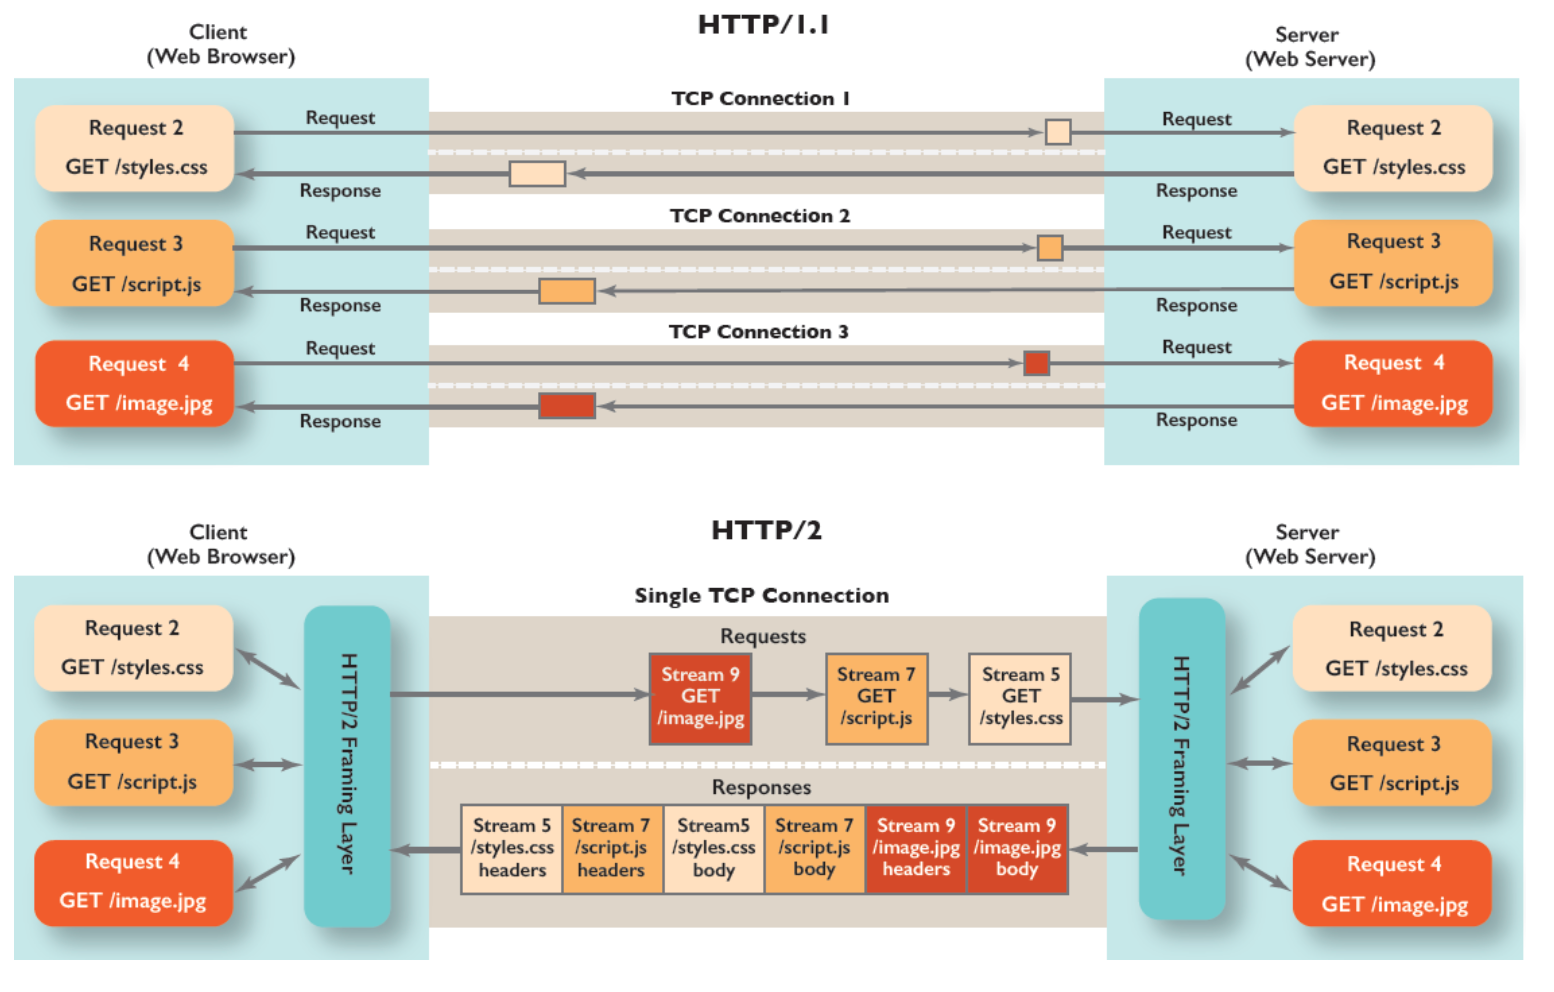 HTTP/1.1
Client
(Web Browser)
Server
(Web Server)
TCP Connection 1
Request 2
GET /styles.css
Request
Response
Request
Response
Request 2
GET /styles.css
TCP Connection 2
Request 3
GET /script.js
Request
Response
Request
Response
Request 3
GET /script.js
TCP Connection 3
Request 4
GET /image.jpg
Request
Response
Request
Response
Request 4
GET /image.jpg
HTTP/2
Client
(Web Browser)
Server
(Web Server)
Single TCP Connection
Request 2
GET /styles.css
Request 3
GET /script.js
Request 4
GET /image.jpg
HTTP/2 Framing Layer
Requests
Stream 9
GET
/image.jpg
Stream 7
GET
/script.js
Stream 5
GET
/styles.css
Responses
Stream 5
/styles.css
headers
Stream 7
/script.js
headers
Stream5
/styles.css
body
Stream 7
/script.js
body
Stream 9
/image.jpg
headers
Stream 9
/image.jpg
body
HTTP/2 Framing Layer
Request 2
GET /styles.css
Request 3
GET /script.js
Request 4
GET /image.jpg